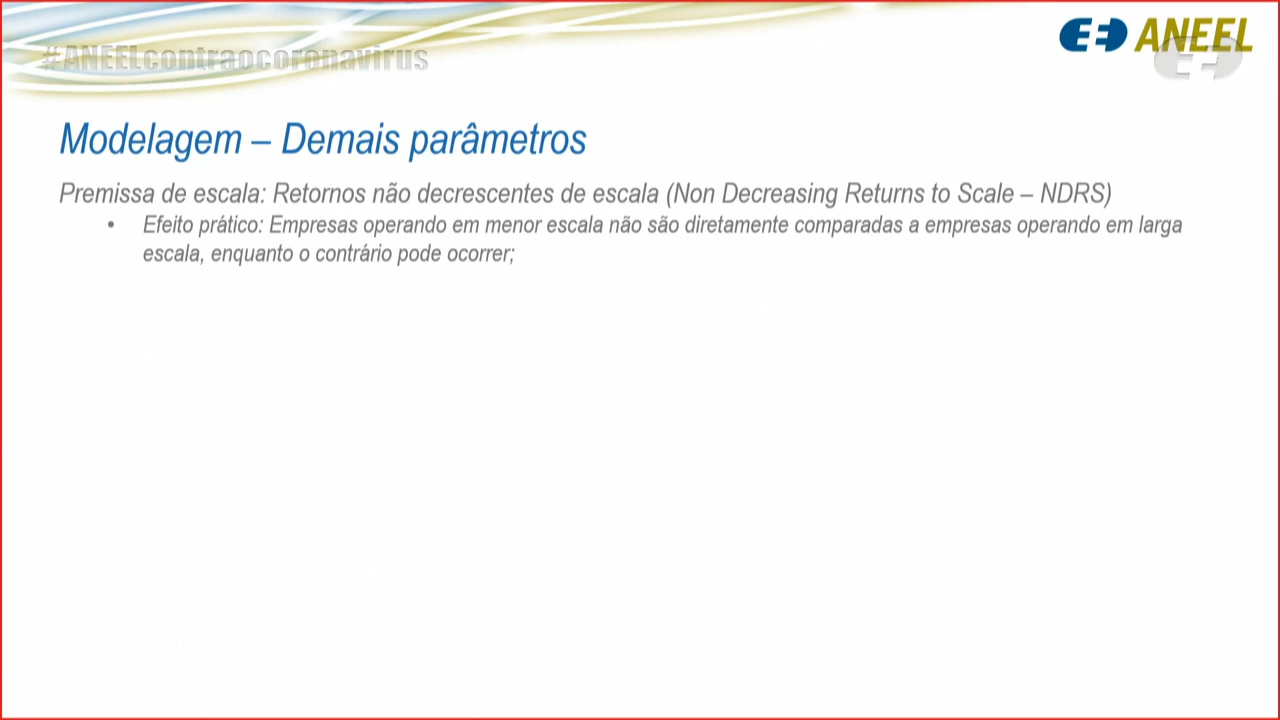 #ANEELcontraocoronavirus
ANEEL
Modelagem – Demais parâmetros
Premissa de escala: Retornos não decrescentes de escala (Non Decreasing Returns to Scale – NDRS)
• Efeito prático: Empresas operando em menor escala não são diretamente comparadas a empresas operando em larga
escala, enquanto o contrário pode ocorrer;